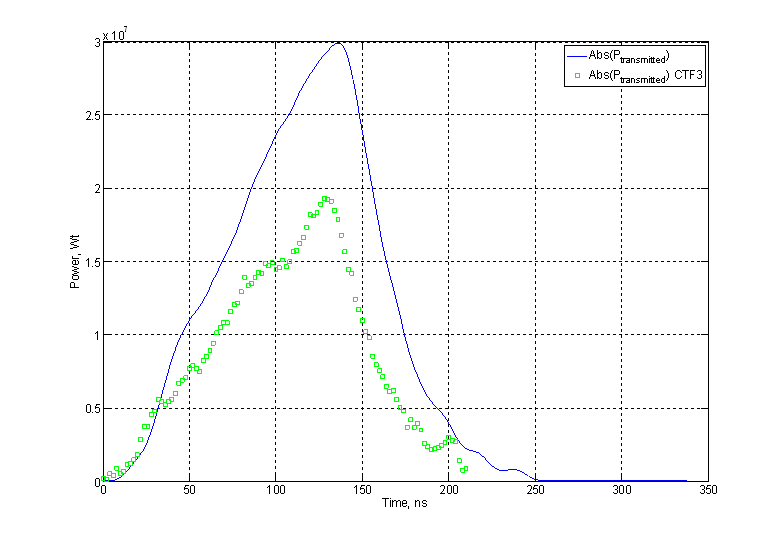 x 10^7
3
2.5
2
1.5
1
0.5
0
Power, Wt
0 50 100 150 200 250 300 350
Time, ns
Abs(P_transmitted)
Abs(P_transmitted) CTF3